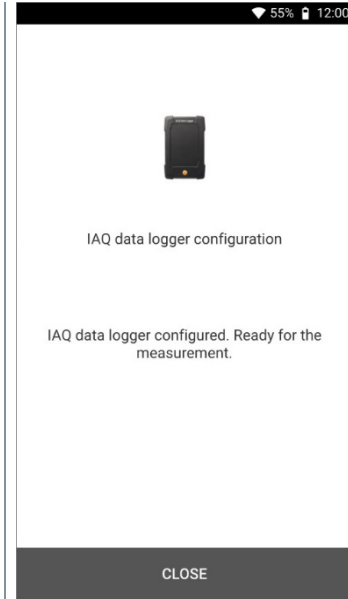 55% 12:00
IAQ data logger configuration
IAQ data logger configured. Ready for the
measurement.
CLOSE